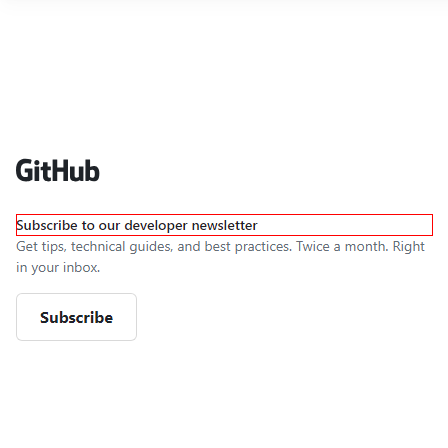 GitHub
Subscribe to our developer newsletter
Get tips, technical guides, and best practices. Twice a month. Right
in your inbox.
Subscribe